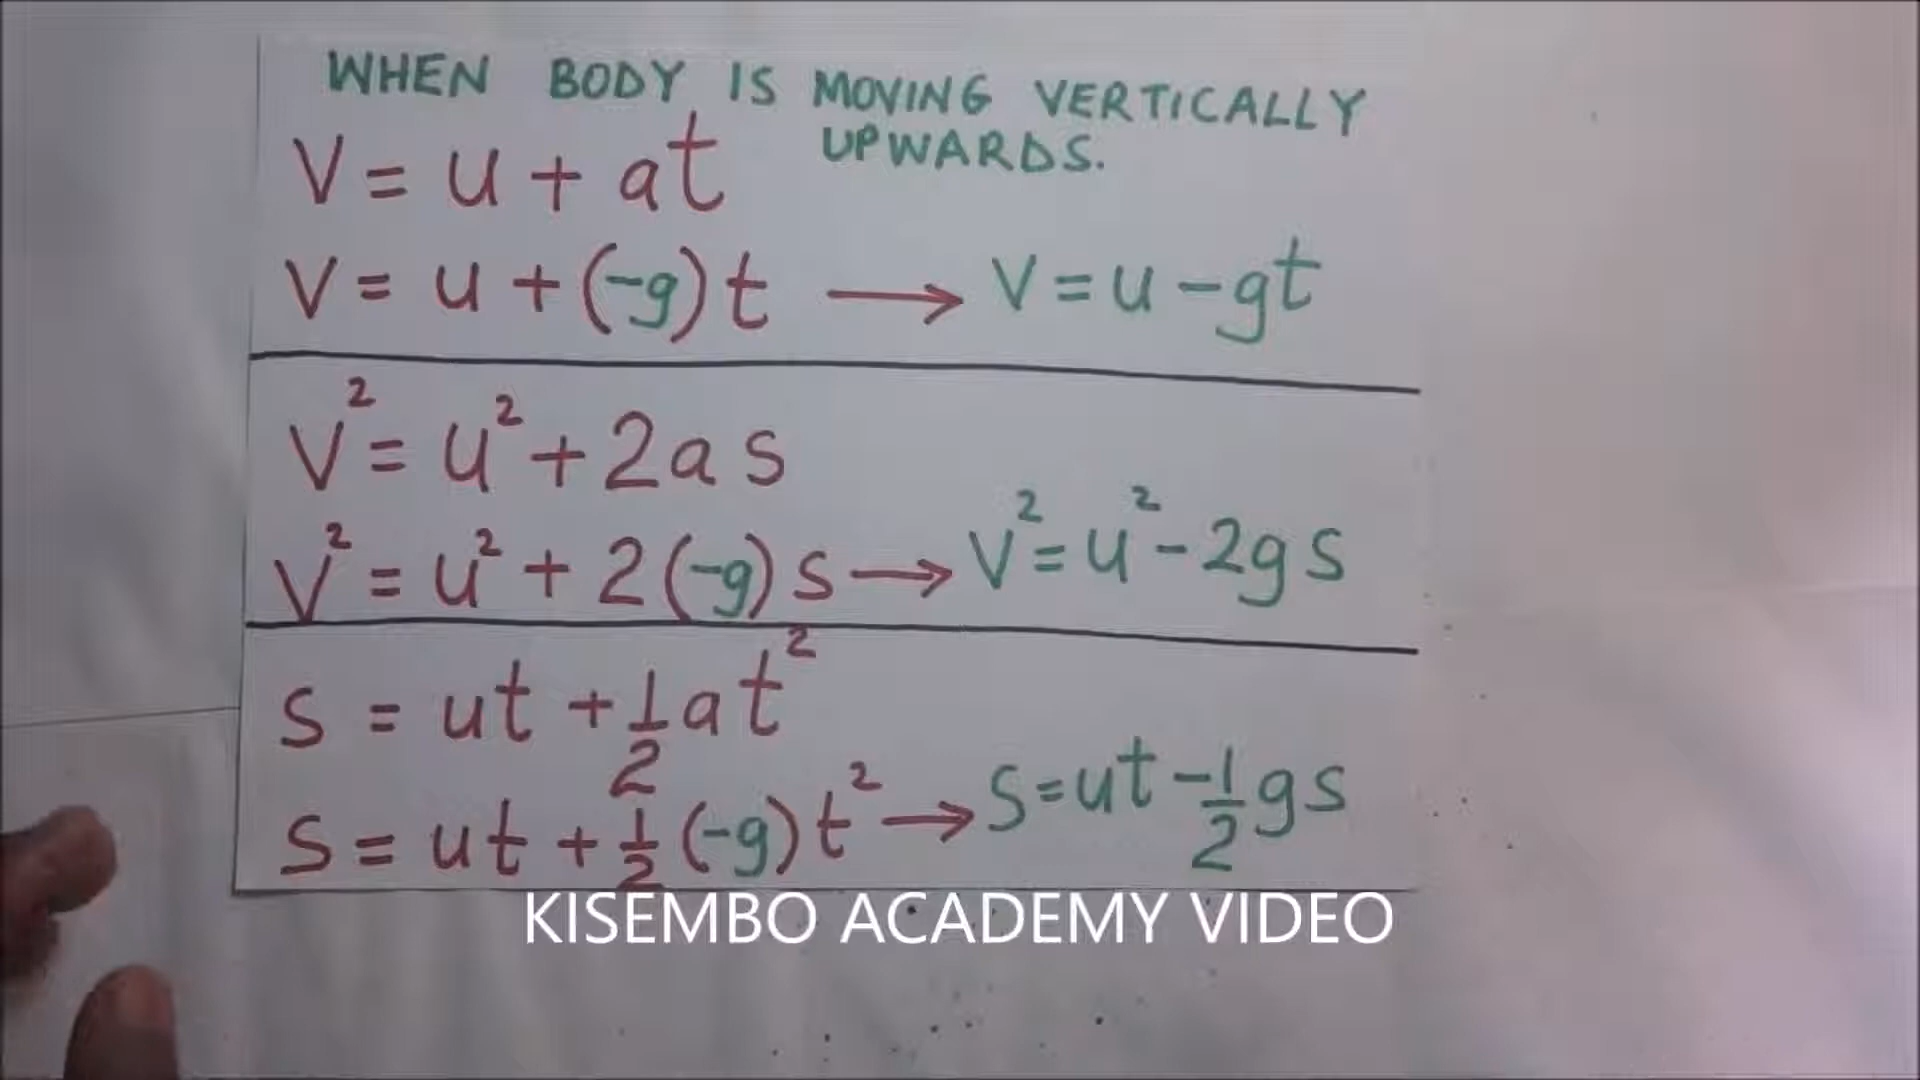 WHEN BODY IS MOVING VERTICALLY
UPWARDS.
V = u + at
V = u + (-g)t → V = u - gt
V² = u² + 2as
V² = u² + 2(-g)s → V² = u² - 2gs
s = ut + ½at²
s = ut + ½(-g)t² → s = ut - ½gs
KISEMBO ACADEMY VIDEO